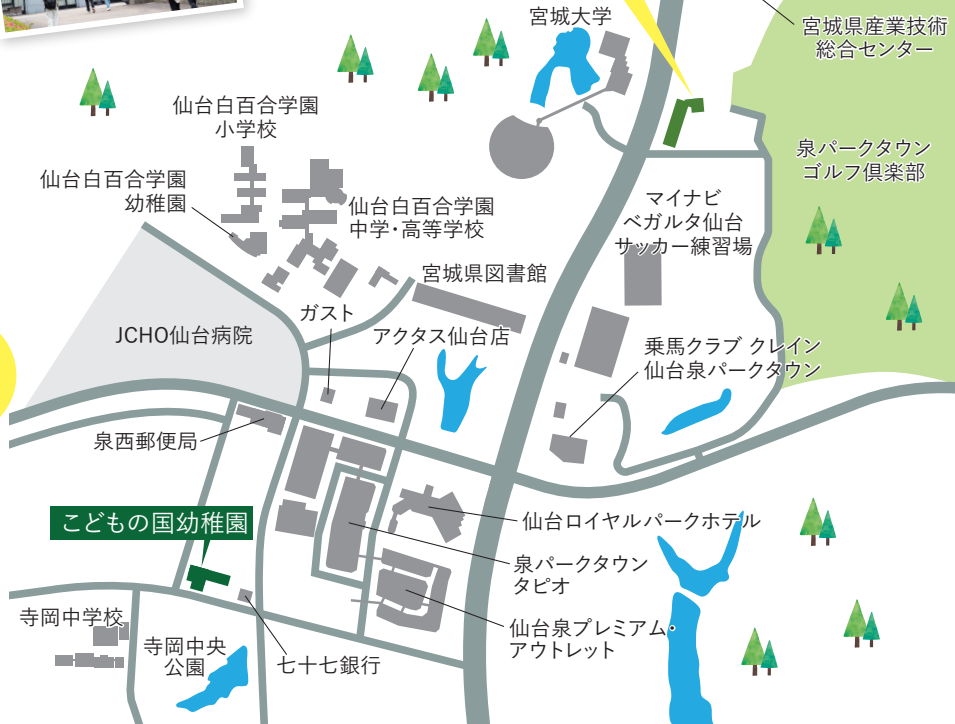 宮城大学
宮城県産業技術
総合センター
仙台白百合学園
小学校
泉パークタウン
ゴルフ倶楽部
仙台白百合学園
幼稚園
仙台白百合学園
中学・高等学校
マイナビ
ベガルタ仙台
サッカー練習場
宮城県図書館
ガスト
JCHO仙台病院
アクタス仙台店
乗馬クラブ クレイン
仙台泉パークタウン
泉西郵便局
こどもの国幼稚園
仙台ロイヤルパークホテル
泉パークタウン
タピオ
寺岡中学校
仙台泉プレミアム・
アウトレット
寺岡中央
公園
七十七銀行